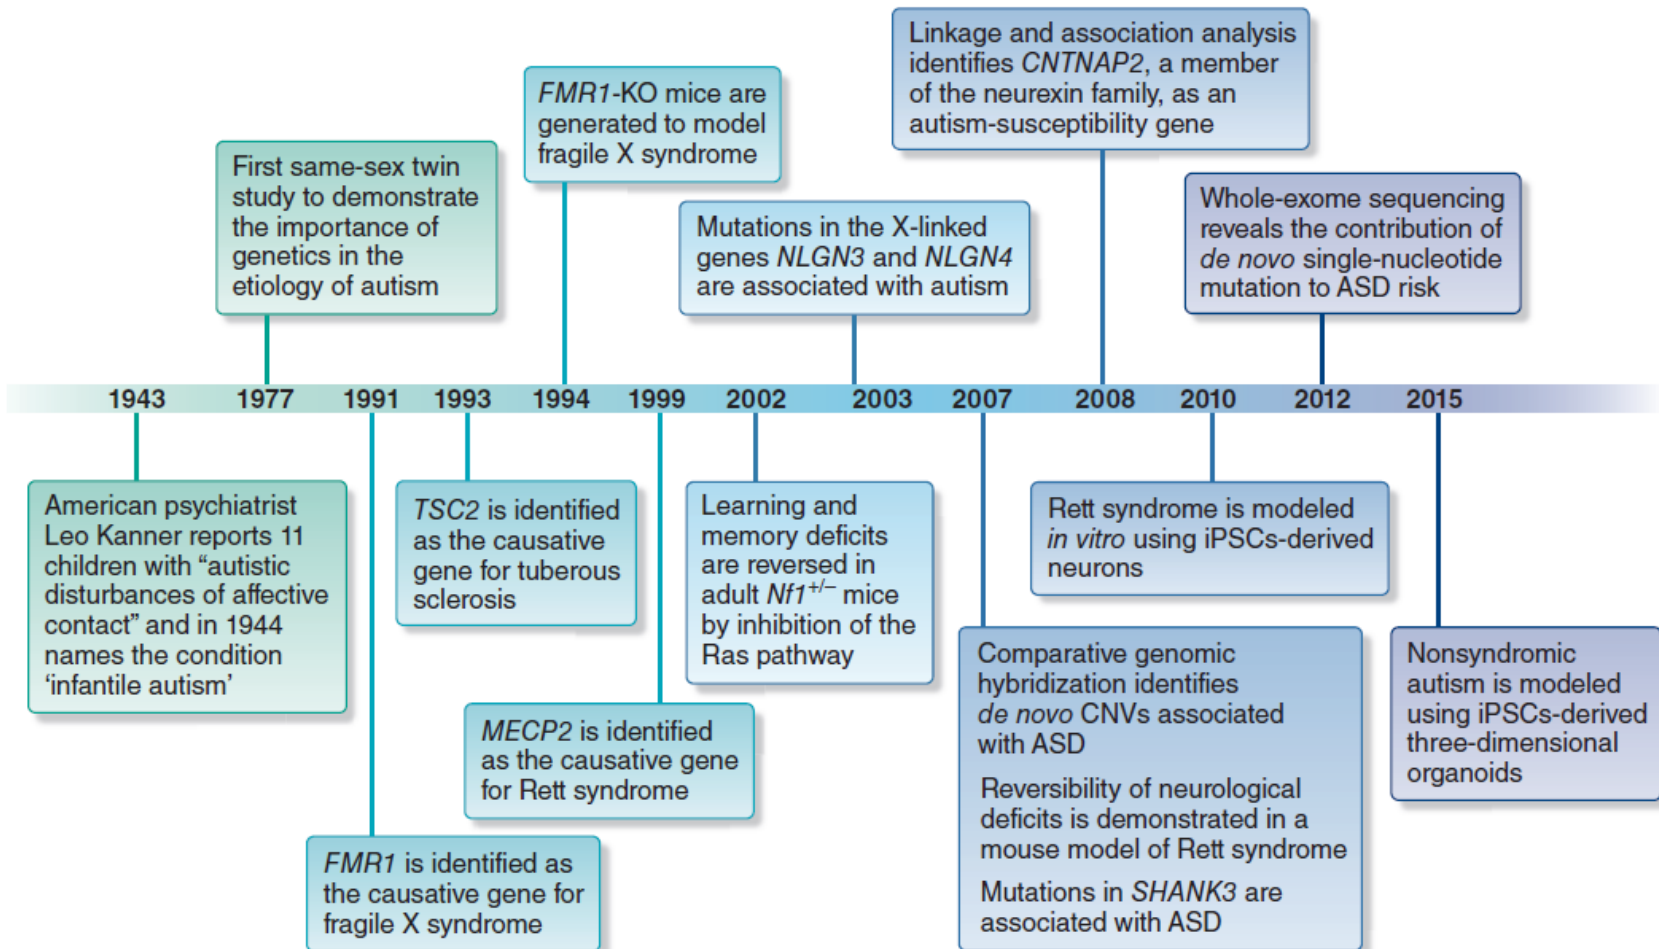 Linkage and association analysis
identifies CNTNAP2, a member
of the neurexin family, as an
autism-susceptibility gene
FMR1-KO mice are
generated to model
fragile X syndrome
First same-sex twin
study to demonstrate
the importance of
genetics in the
etiology of autism
Mutations in the X-linked
genes NLGN3 and NLGN4
are associated with autism
Whole-exome sequencing
reveals the contribution of
de novo single-nucleotide
mutation to ASD risk
1943 1977 1991 1993 1994 1999 2002 2003 2007 2008 2010 2012 2015
American psychiatrist
Leo Kanner reports 11
children with “autistic
disturbances of affective
contact” and in 1944
names the condition
‘infantile autism’
TSC2 is identified
as the causative
gene for tuberous
sclerosis
Learning and
memory deficits
are reversed in
adult Nf1+/– mice
by inhibition of the
Ras pathway
Rett syndrome is modeled
in vitro using iPSCs-derived
neurons
Comparative genomic
hybridization identifies
de novo CNVs associated
with ASD
Reversibility of neurological
deficits is demonstrated in a
mouse model of Rett syndrome
Mutations in SHANK3 are
associated with ASD
Nonsyndromic
autism is modeled
using iPSCs-derived
three-dimensional
organoids
MECP2 is identified
as the causative gene
for Rett syndrome
FMR1 is identified as
the causative gene for
fragile X syndrome